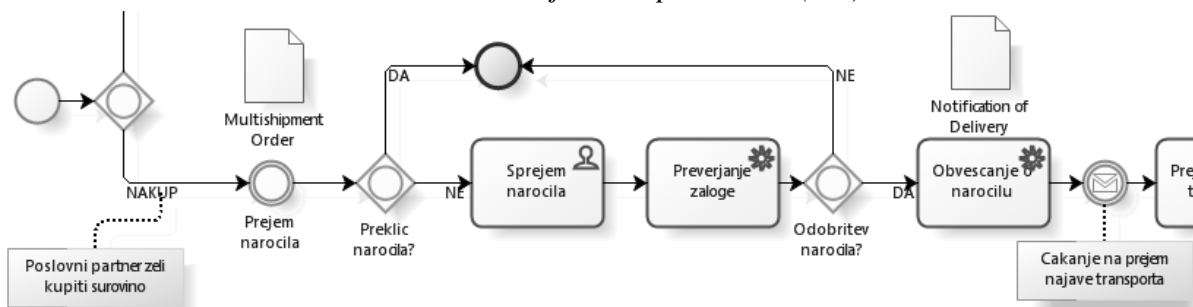 DA
NE
Multishipment
Order
Notification of
Delivery
Sprejem
narocila
Preverjanje
zaloge
Obvescanje o
narocilu
NAKUP
NE
DA
Prejem
narocila
Preklic
narocila?
Odobritev
narocila?
Poslovni partner zeli
kupiti surovino
Cakanje na prejem
najave transporta